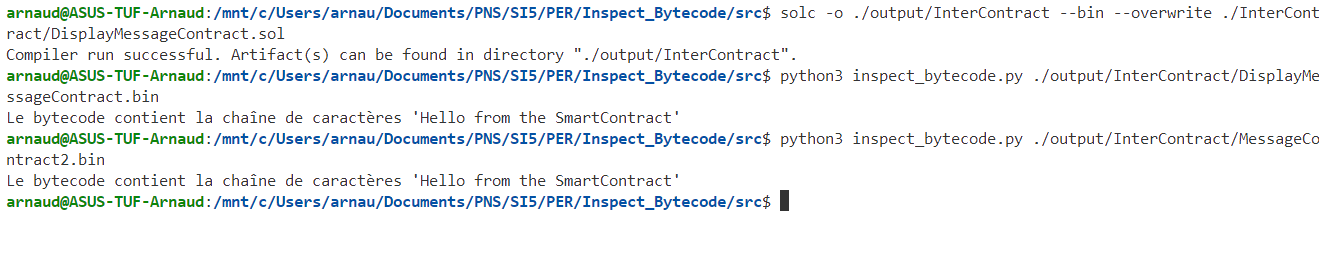 arnaud@ASUS-TUF-Arnaud:/mnt/c/Users/arnau/Documents/PNS/SI5/PER/Inspect_Bytecode/src$ solc -o ./output/InterContract --bin --overwrite ./InterCont
ract/DisplayMessageContract.sol
Compiler run successful. Artifact(s) can be found in directory "./output/InterContract".
arnaud@ASUS-TUF-Arnaud:/mnt/c/Users/arnau/Documents/PNS/SI5/PER/Inspect_Bytecode/src$ python3 inspect_bytecode.py ./output/InterContract/DisplayMe
ssageContract.bin
Le bytecode contient la chaîne de caractères 'Hello from the SmartContract'
arnaud@ASUS-TUF-Arnaud:/mnt/c/Users/arnau/Documents/PNS/SI5/PER/Inspect_Bytecode/src$ python3 inspect_bytecode.py ./output/InterContract/MessageCo
ntract2.bin
Le bytecode contient la chaîne de caractères 'Hello from the SmartContract'
arnaud@ASUS-TUF-Arnaud:/mnt/c/Users/arnau/Documents/PNS/SI5/PER/Inspect_Bytecode/src$